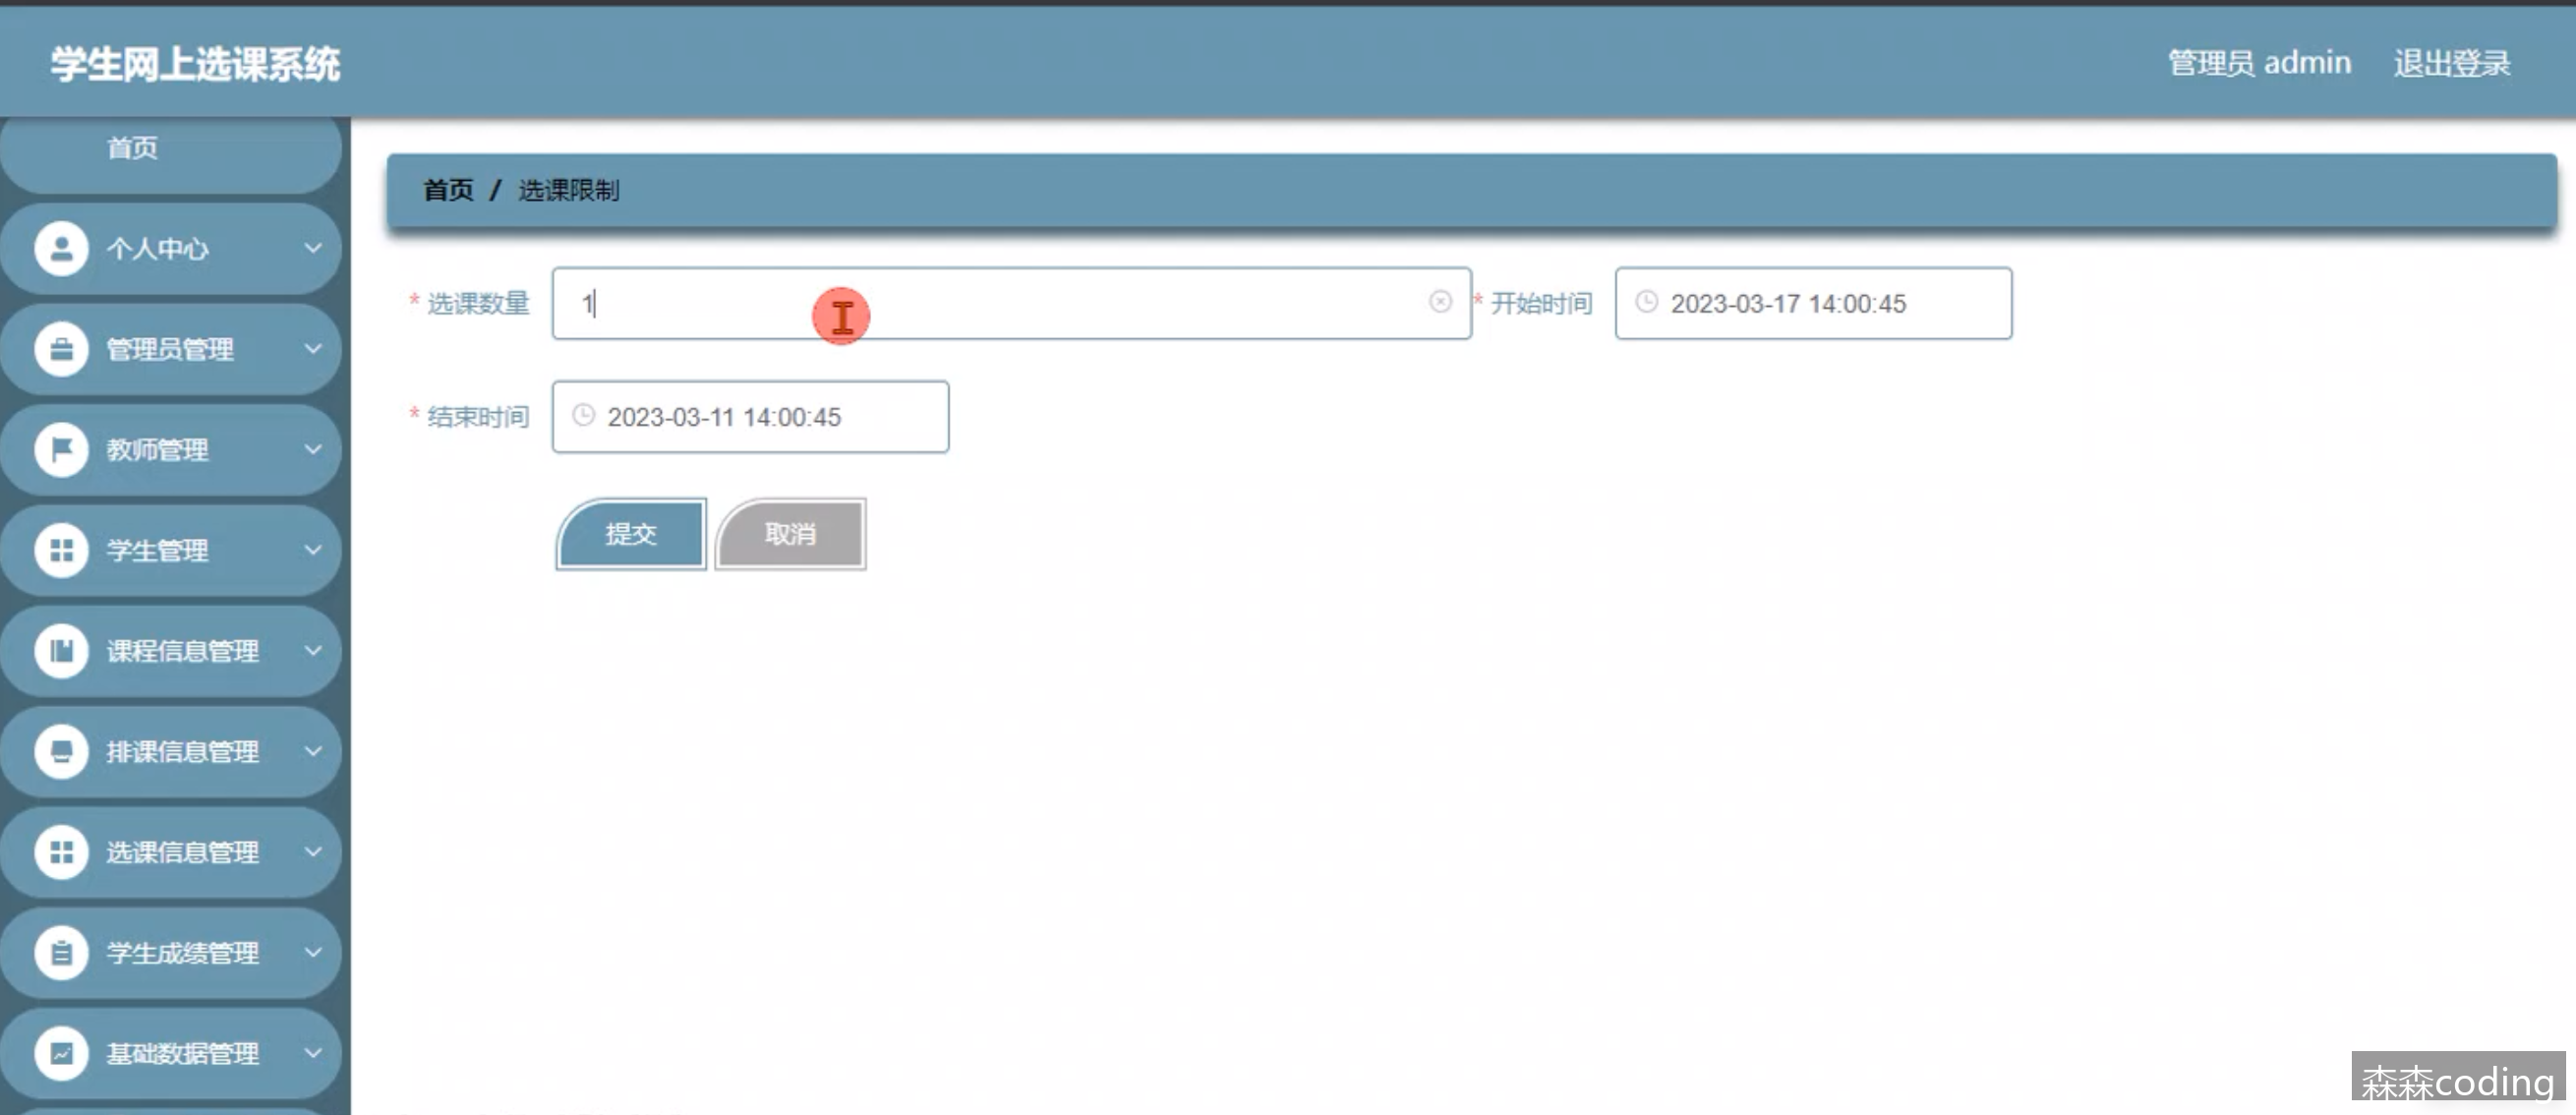 学生网上选课系统
管理员 admin
退出登录
首页
个人中心
管理员管理
教师管理
学生管理
课程信息管理
排课信息管理
选课信息管理
学生成绩管理
基础数据管理
首页 / 选课限制
* 选课数量
1
* 开始时间
2023-03-17 14:00:45
* 结束时间
2023-03-11 14:00:45
提交
取消
森森coding